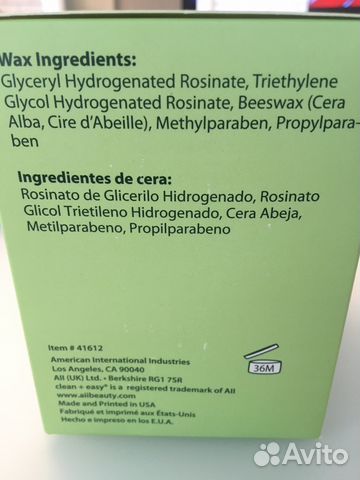 Wax Ingredients:
Glyceryl Hydrogenated Rosinate, Triethylene
Glycol Hydrogenated Rosinate, Beeswax (Cera
Alba, Cire d'Abeille), Methylparaben, Propylpara-
ben
Ingredientes de cera:
Rosinato de Glicerilo Hidrogenado, Rosinato
Glicol Trietileno Hidrogenado, Cera Abeja,
Metilparabeno, Propilparabeno
Item # 41612
American International Industries
Los Angeles, CA 90040
AII (UK) Ltd. • Berkshire RG1 7SR
clean + easy® is a registered trademark of AII
www.aiibeauty.com
Made and Printed in USA
Fabriqué et imprimé aux États-Unis
Hecho e impreso en los E.U.A.
36M
Avito